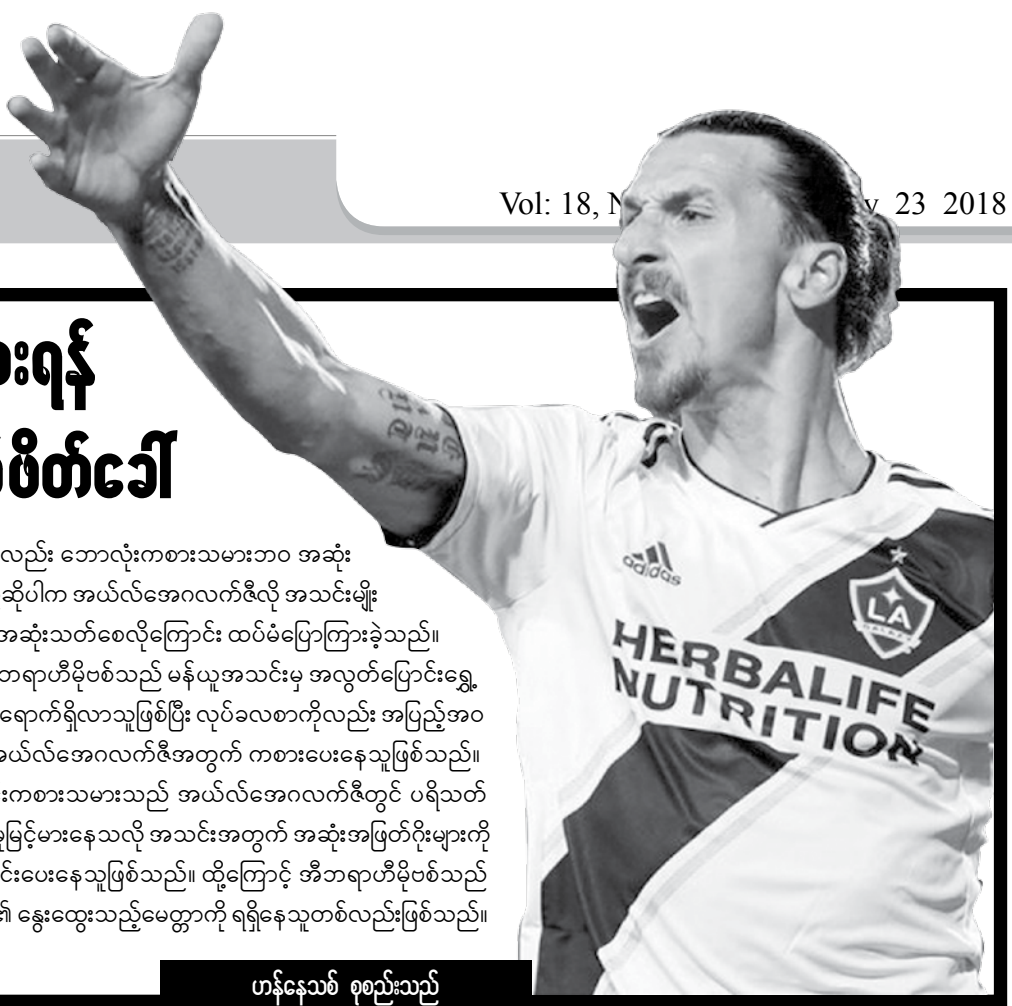 Vol: 18, 23 2018
းရန်
ဖိတ်ခေါ်
လည်း ဘောလုံးကစားသမားဘဝ အဆုံး
ဆိုပါက အယ်လ်အေဂလက်ဇီလို အသင်းမျိုး
အဆုံးသတ်စေလိုကြောင်း ထပ်မံပြောကြားခဲ့သည်။
ဘရာဟီမိုဗစ်သည် မန်ယူအသင်းမှ အလွတ်ပြောင်းရွှေ့
ရောက်ရှိလာသူဖြစ်ပြီး လုပ်ခလစာကိုလည်း အပြည့်အဝ
အယ်လ်အေဂလက်ဇီအတွက် ကစားပေးနေသူဖြစ်သည်။
းကစားသမားသည် အယ်လ်အေဂလက်ဇီတွင် ပရိသတ်
မြင့်မားနေသလို အသင်းအတွက် အဆုံးအဖြတ်ဂိုးများကို
င်းပေးနေသူဖြစ်သည်။ ထို့ကြောင့် အီဘရာဟီမိုဗစ်သည်
၏ နွေးထွေးသည့်မေတ္တာကို ရရှိနေသူတစ်လည်းဖြစ်သည်။
ဟန်နေသစ် စုစည်းသည်
adidas
LA
GALAXY
HERBALIFE
NUTRITION